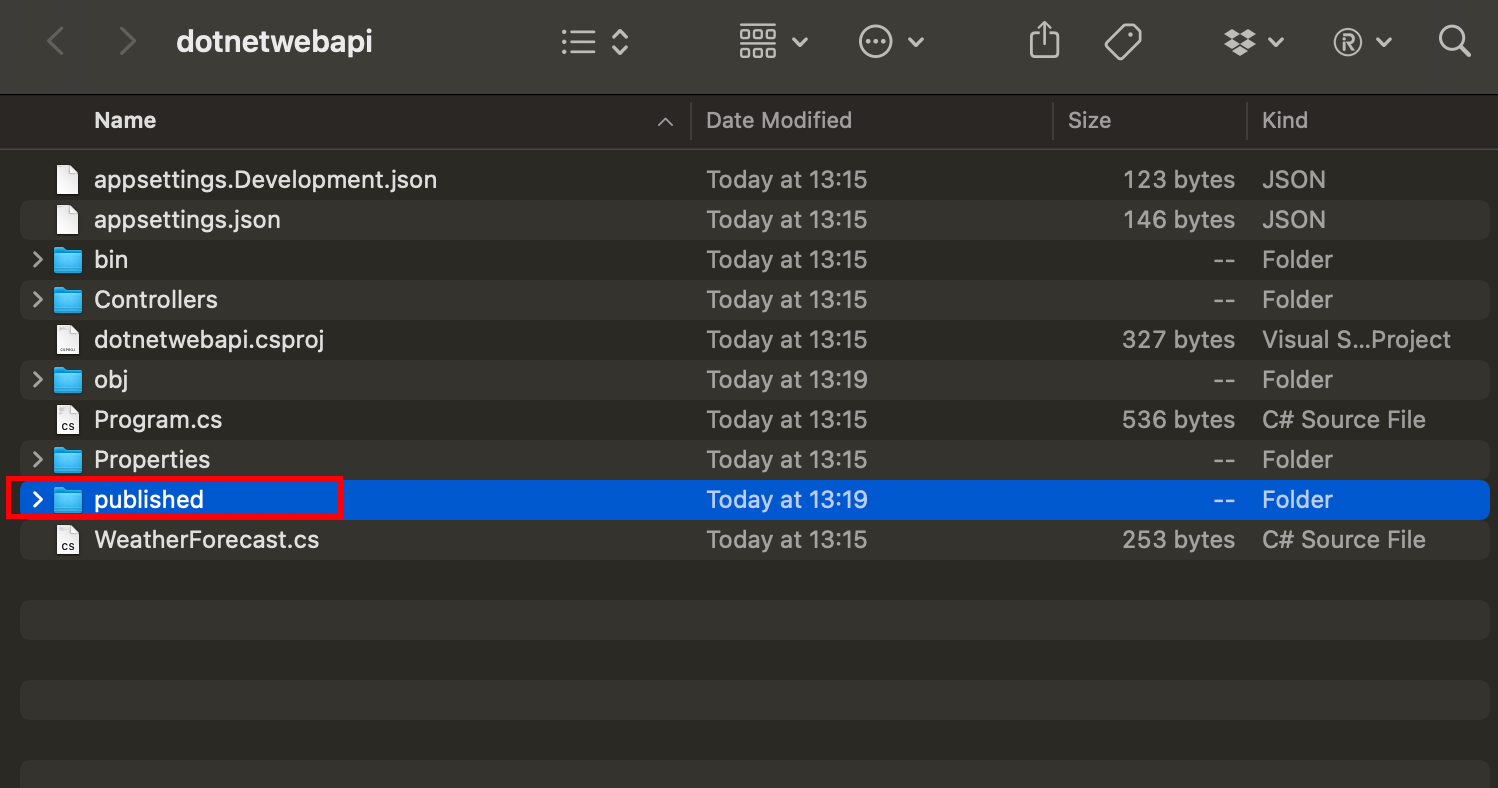 dotnetwebapi
Name Date Modified Size Kind
appsettings.Development.json Today at 13:15 123 bytes JSON
appsettings.json Today at 13:15 146 bytes JSON
bin Today at 13:15 -- Folder
Controllers Today at 13:15 -- Folder
dotnetwebapi.csproj Today at 13:15 327 bytes Visual S...Project
obj Today at 13:19 -- Folder
Program.cs Today at 13:15 536 bytes C# Source File
Properties Today at 13:15 -- Folder
published Today at 13:19 -- Folder
WeatherForecast.cs Today at 13:15 253 bytes C# Source File